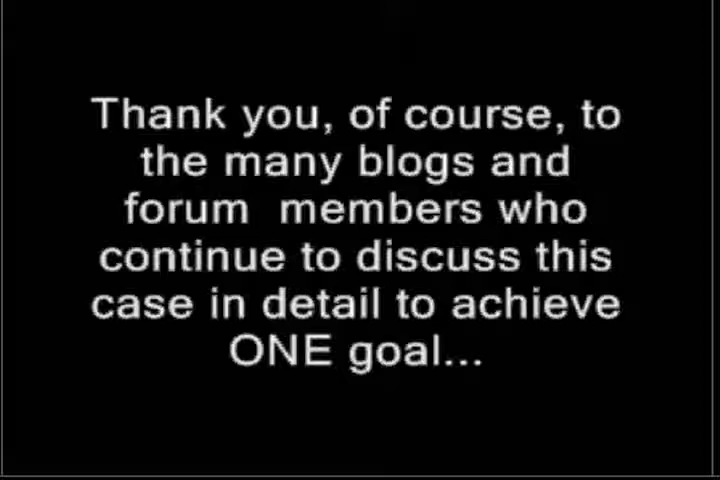 Thank you, of course, to
the many blogs and
forum  members who
continue to discuss this
case in detail to achieve
ONE goal...